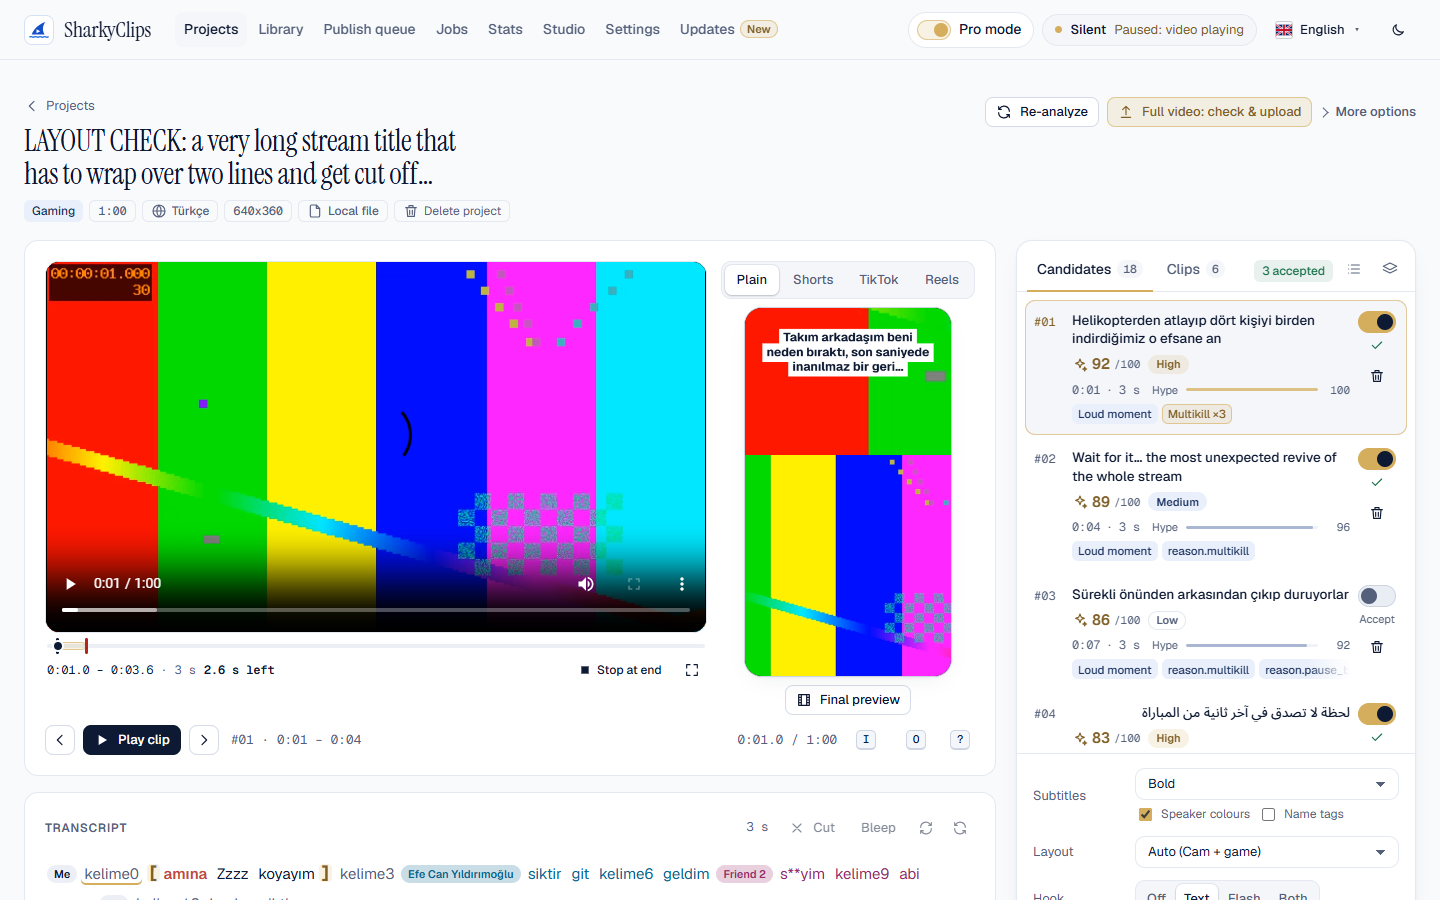 SharkyClips Projects Library Publish queue Jobs Stats Studio Settings Updates New Pro mode Silent Paused: video playing English
Projects
Re-analyze Full video: check & upload More options
LAYOUT CHECK: a very long stream title that
has to wrap over two lines and get cut off...
Gaming 1:00 Türkçe 640x360 Local file Delete project
00:00:01.000
30
0:01 / 1:00
0:01.0 – 0:03.6 · 3 s 2.6 s left Stop at end
Plain Shorts TikTok Reels
Takım arkadaşım beni
neden bıraktı, son saniyede
inanılmaz bir geri...
Final preview
Play clip #01 · 0:01 – 0:04 0:01.0 / 1:00 I O ?
TRANSCRIPT 3 s Cut Bleep
Me kelime0 [ amına Zzzz koyayım ] kelime3 Efe Can Yıldırımoğlu siktir git kelime6 geldim Friend 2 s**yim kelime9 abi
Candidates 18 Clips 6 3 accepted
#01 Helikopterden atlayıp dört kişiyi birden
indirdiğimiz o efsane an
92 /100 High
0:01 · 3 s Hype 100
Loud moment Multikill ×3
#02 Wait for it... the most unexpected revive of
the whole stream
89 /100 Medium
0:04 · 3 s Hype 96
Loud moment reason.multikill
#03 Sürekli önünden arkasından çıkıp duruyorlar
86 /100 Low Accept
0:07 · 3 s Hype 92
Loud moment reason.multikill reason.pause_
#04 لحظة لا تصدق في آخر ثانية من المباراة
83 /100 High
Subtitles Bold
Speaker colours Name tags
Layout Auto (Cam + game)
Hook Off Text Flash Both